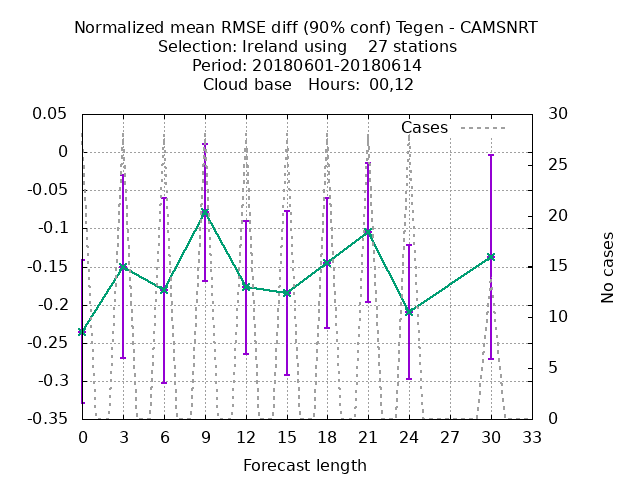 Normalized mean RMSE diff (90% conf) Tegen - CAMSNRT
Selection: Ireland using 27 stations
Period: 20180601-20180614
Cloud base Hours: 00,12
Cases
0.05
0
-0.05
-0.1
-0.15
-0.2
-0.25
-0.3
-0.35
30
25
20
15
10
5
0
No cases
0 3 6 9 12 15 18 21 24 27 30 33
Forecast length